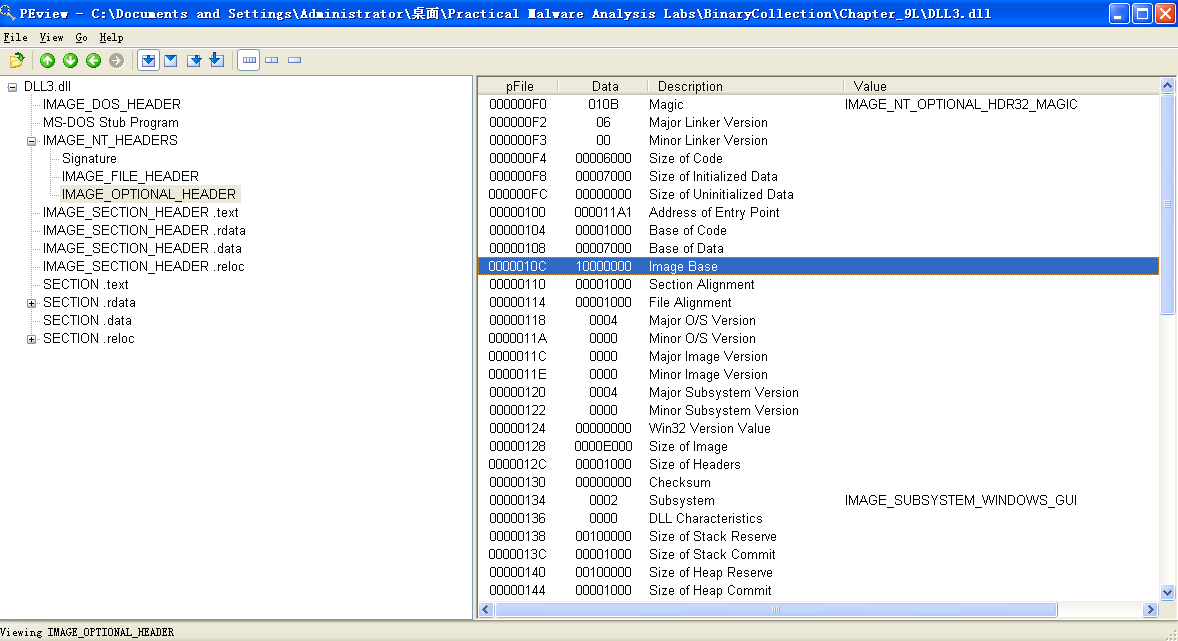 PEview - C:\Documents and Settings\Administrator\桌面\Practical Malware Analysis Labs\BinaryCollection\Chapter_9L\DLL3.dll
File View Go Help
DLL3.dll
IMAGE_DOS_HEADER
MS-DOS Stub Program
IMAGE_NT_HEADERS
Signature
IMAGE_FILE_HEADER
IMAGE_OPTIONAL_HEADER
IMAGE_SECTION_HEADER .text
IMAGE_SECTION_HEADER .rdata
IMAGE_SECTION_HEADER .data
IMAGE_SECTION_HEADER .reloc
SECTION .text
SECTION .rdata
SECTION .data
SECTION .reloc
pFile Data Description Value
000000F0 010B Magic IMAGE_NT_OPTIONAL_HDR32_MAGIC
000000F2 06 Major Linker Version
000000F3 00 Minor Linker Version
000000F4 00006000 Size of Code
000000F8 00007000 Size of Initialized Data
000000FC 00000000 Size of Uninitialized Data
00000100 000011A1 Address of Entry Point
00000104 00001000 Base of Code
00000108 00007000 Base of Data
0000010C 10000000 Image Base
00000110 00001000 Section Alignment
00000114 00001000 File Alignment
00000118 0004 Major O/S Version
0000011A 0000 Minor O/S Version
0000011C 0000 Major Image Version
0000011E 0000 Minor Image Version
00000120 0004 Major Subsystem Version
00000122 0000 Minor Subsystem Version
00000124 00000000 Win32 Version Value
00000128 0000E000 Size of Image
0000012C 00001000 Size of Headers
00000130 00000000 Checksum
00000134 0002 Subsystem IMAGE_SUBSYSTEM_WINDOWS_GUI
00000136 0000 DLL Characteristics
00000138 00100000 Size of Stack Reserve
0000013C 00001000 Size of Stack Commit
00000140 00100000 Size of Heap Reserve
00000144 00001000 Size of Heap Commit
Viewing IMAGE_OPTIONAL_HEADER